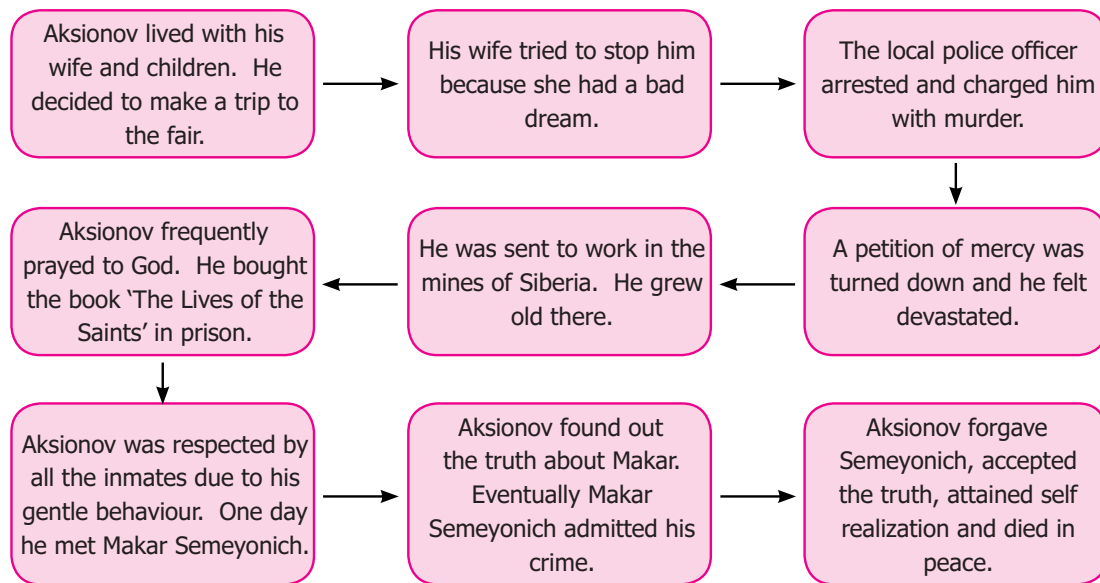 Aksionov lived with his
wife and children. He
decided to make a trip to
the fair.
His wife tried to stop him
because she had a bad
dream.
The local police officer
arrested and charged him
with murder.
A petition of mercy was
turned down and he felt
devastated.
He was sent to work in the
mines of Siberia. He grew
old there.
Aksionov frequently
prayed to God. He bought
the book ‘The Lives of the
Saints’ in prison.
Aksionov was respected by
all the inmates due to his
gentle behaviour. One day
he met Makar Semeyonich.
Aksionov found out
the truth about Makar.
Eventually Makar
Semeyonich admitted his
crime.
Aksionov forgave
Semeyonich, accepted
the truth, attained self
realization and died in
peace.